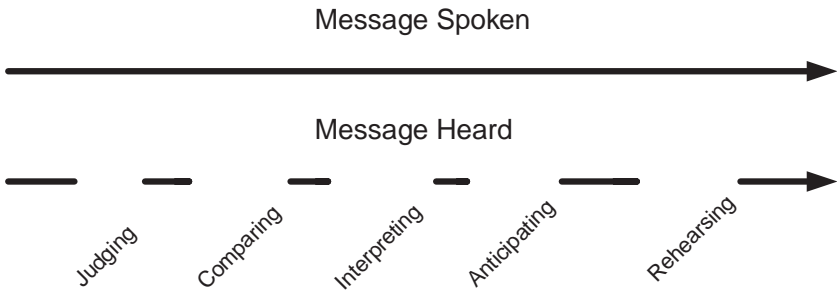 Message Spoken
Message Heard
Judging
Comparing
Interpreting
Anticipating
Rehearsing